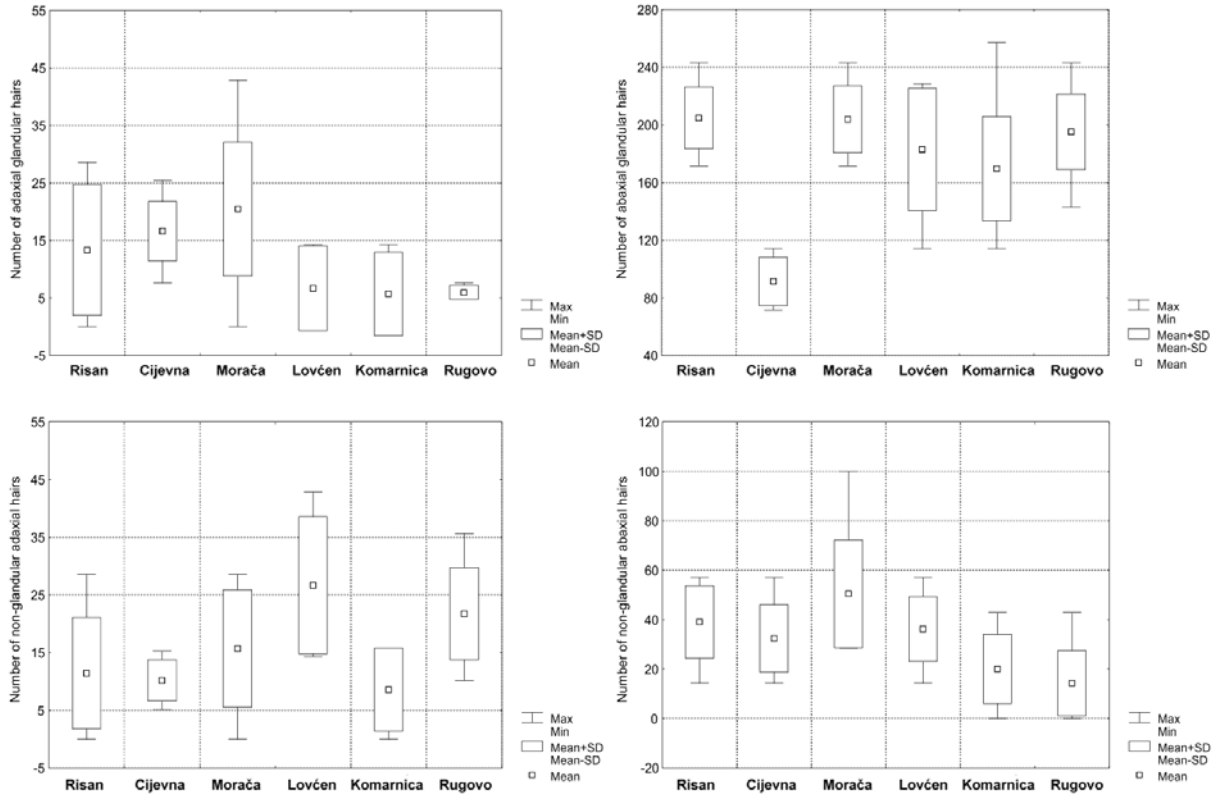 Number of adaxial glandular hairs
55
45
35
25
15
5
-5
Risan Cijevna Morača Lovćen Komarnica Rugovo
Max
Min
Mean+SD
Mean-SD
Mean
Number of abaxial glandular hairs
280
240
200
160
120
80
40
Risan Cijevna Morača Lovćen Komarnica Rugovo
Max
Min
Mean+SD
Mean-SD
Mean
Number of non-glandular adaxial hairs
55
45
35
25
15
5
-5
Risan Cijevna Morača Lovćen Komarnica Rugovo
Max
Min
Mean+SD
Mean-SD
Mean
Number of non-glandular abaxial hairs
120
100
80
60
40
20
0
-20
Risan Cijevna Morača Lovćen Komarnica Rugovo
Max
Min
Mean+SD
Mean-SD
Mean